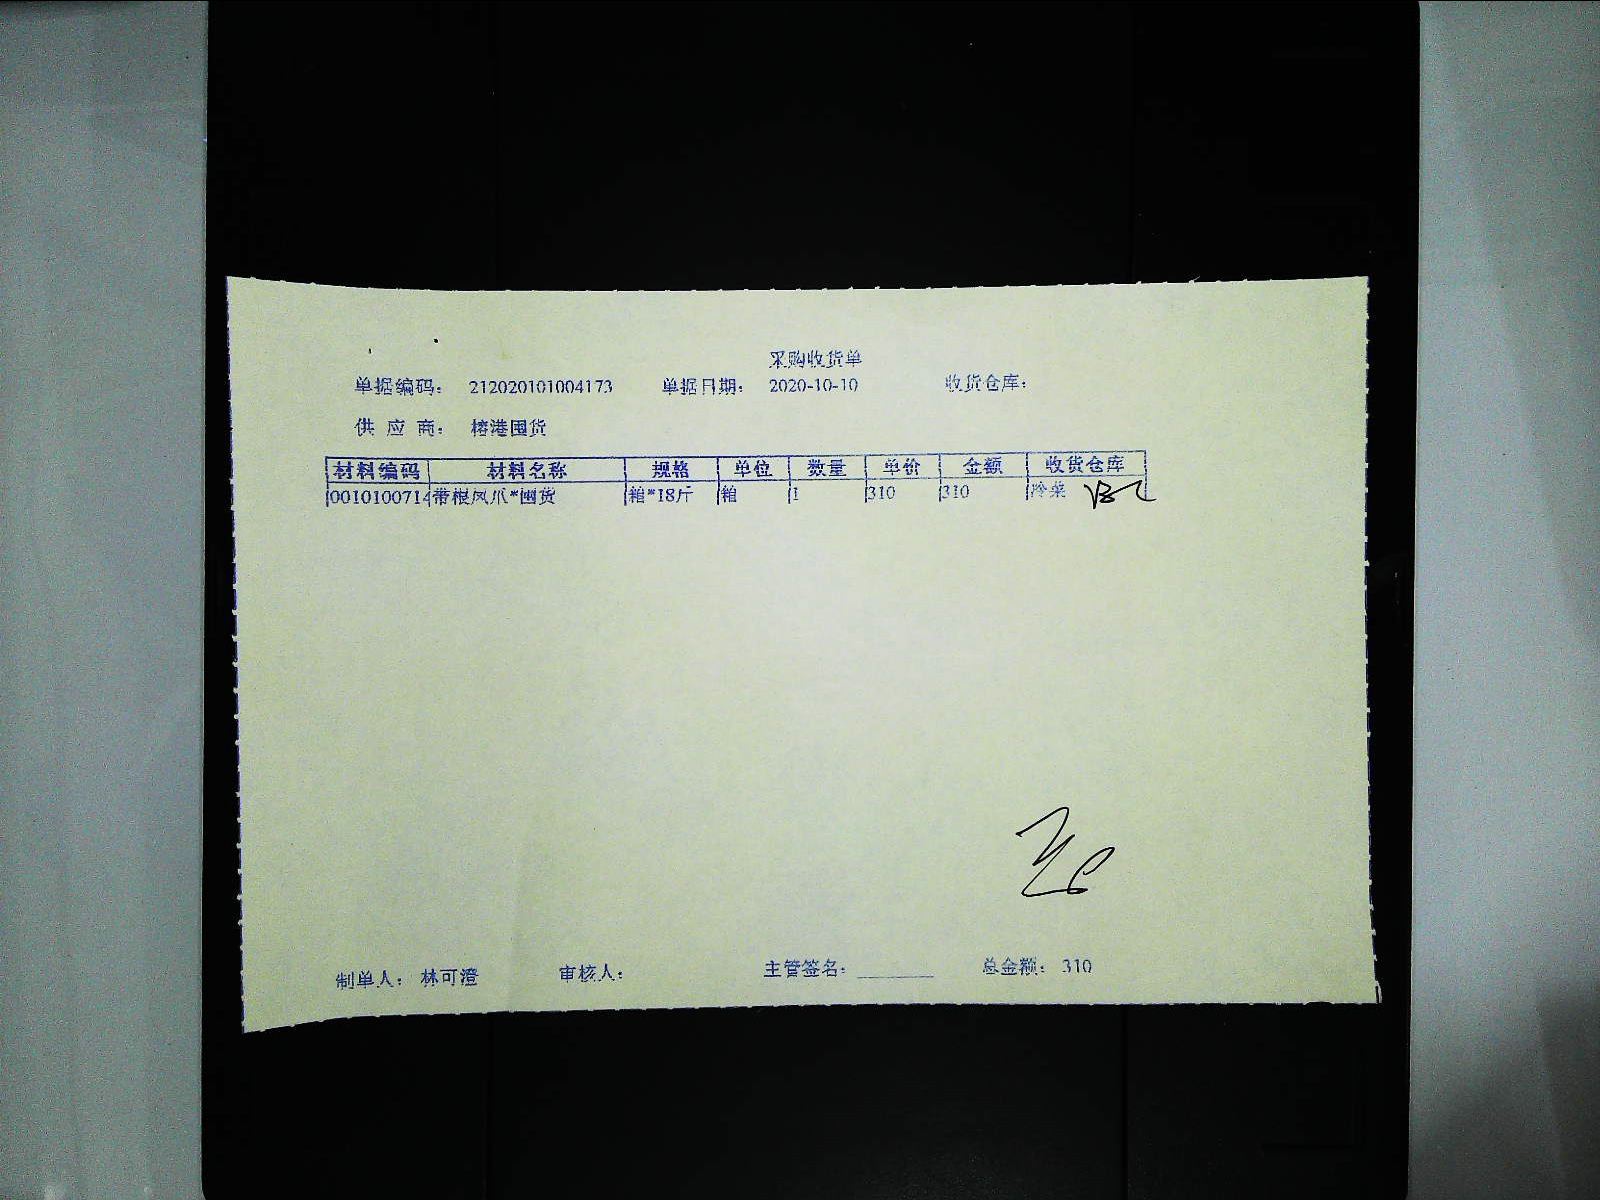 采购收货单
单据编码： 212020101004173 单据日期： 2020-10-10 收货仓库：
供 应 商： 榕港囤货
材料编码 材料名称 规格 单位 数量 单价 金额 收货仓库
0010100714 带根凤爪*囤货 箱*18斤 箱 1 310 310 冷菜
制单人： 林可澄 审核人： 主管签名： 总金额： 310